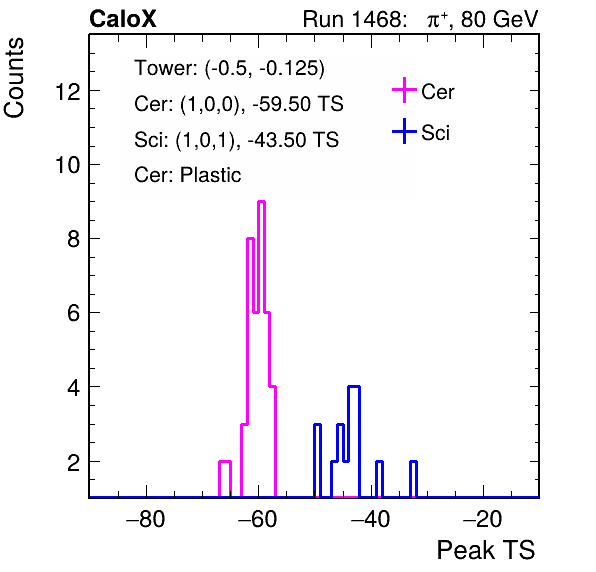 CaloX Run 1468: π⁺, 80 GeV
Counts
Tower: (-0.5, -0.125)
Cer: (1,0,0), -59.50 TS
Sci: (1,0,1), -43.50 TS
Cer: Plastic
Cer
Sci
12
10
8
6
4
2
−80 −60 −40 −20
Peak TS